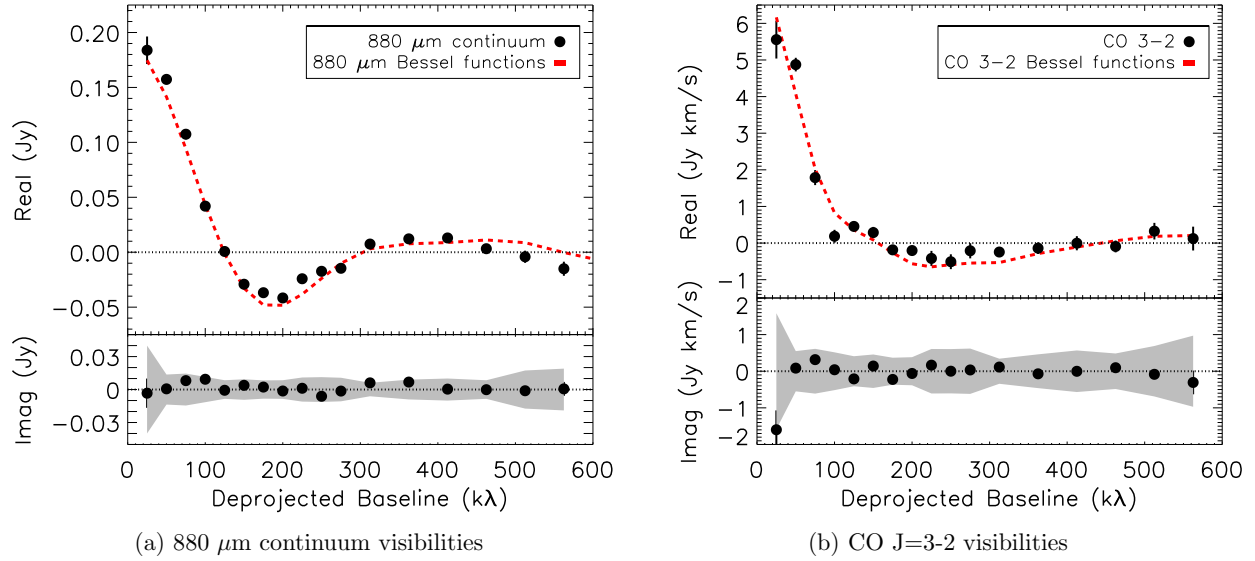 880 μm continuum
880 μm Bessel functions
0.20
0.15
0.10
0.05
0.00
−0.05
Real (Jy)
0.03
0
−0.03
Imag (Jy)
0 100 200 300 400 500 600
Deprojected Baseline (kλ)
(a) 880 μm continuum visibilities
CO 3-2
CO 3-2 Bessel functions
6
5
4
3
2
1
0
−1
Real (Jy km/s)
2
1
0
−1
−2
Imag (Jy km/s)
0 100 200 300 400 500 600
Deprojected Baseline (kλ)
(b) CO J=3-2 visibilities